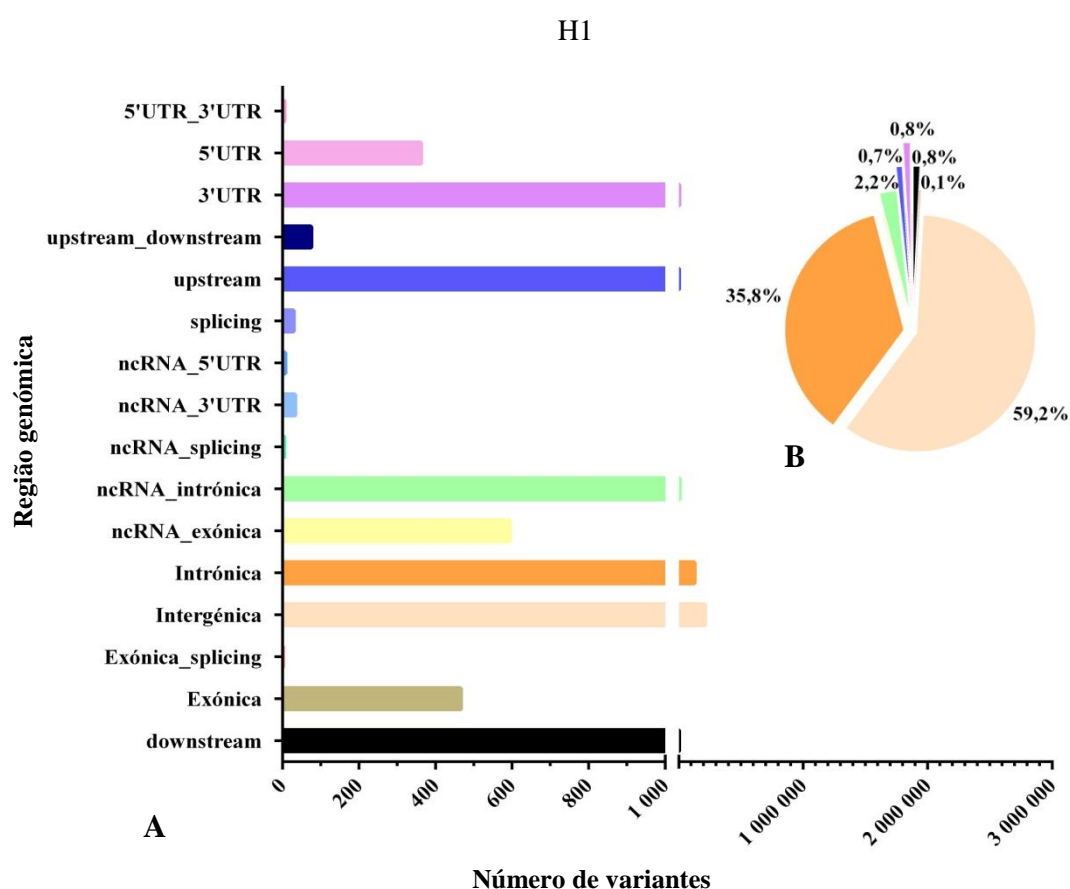 H1
5'UTR_3'UTR
5'UTR
3'UTR
upstream_downstream
upstream
splicing
ncRNA_5'UTR
ncRNA_3'UTR
ncRNA_splicing
ncRNA_intrónica
ncRNA_exónica
Intrónica
Intergénica
Exónica_splicing
Exónica
downstream
Região genómica
0
200
400
600
800
1 000
1 000 000
2 000 000
3 000 000
Número de variantes
A
0,8%
0,7%
0,8%
2,2%
0,1%
35,8%
59,2%
B